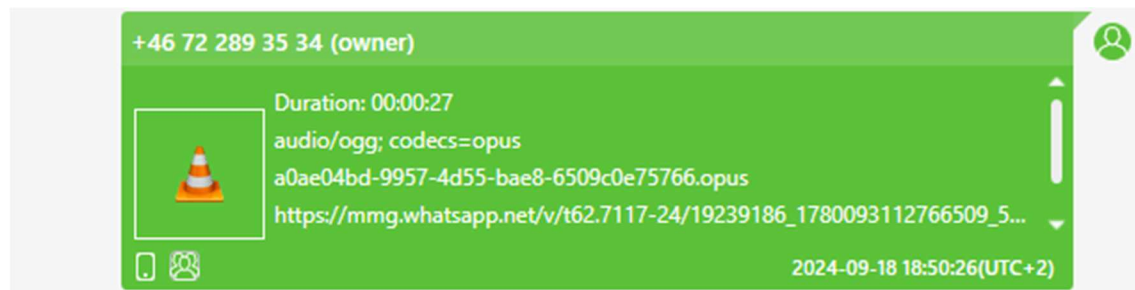 +46 72 289 35 34 (owner)
Duration: 00:00:27
audio/ogg; codecs=opus
a0ae04bd-9957-4d55-bae8-6509c0e75766.opus
https://mmg.whatsapp.net/v/t62.7117-24/19239186_1780093112766509_5...
2024-09-18 18:50:26(UTC+2)